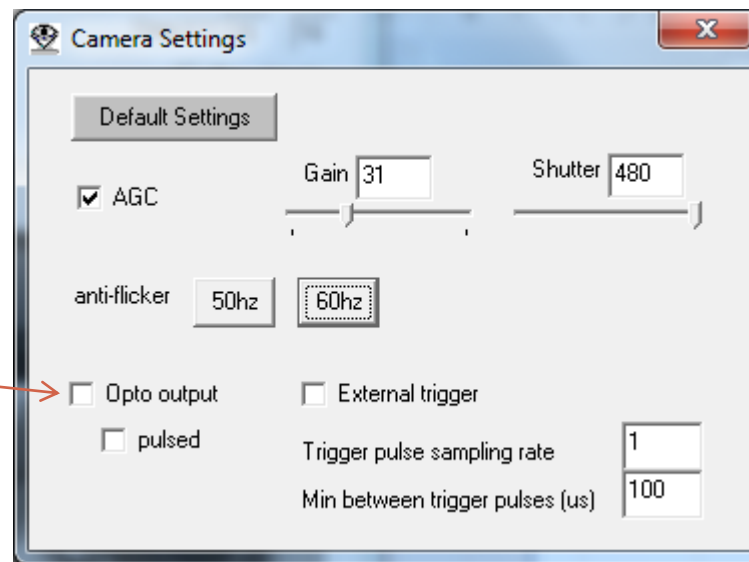 Camera Settings
Default Settings
AGC
Gain 31
Shutter 480
anti-flicker 50hz 60hz
Opto output
External trigger
pulsed
Trigger pulse sampling rate 1
Min between trigger pulses (us) 100